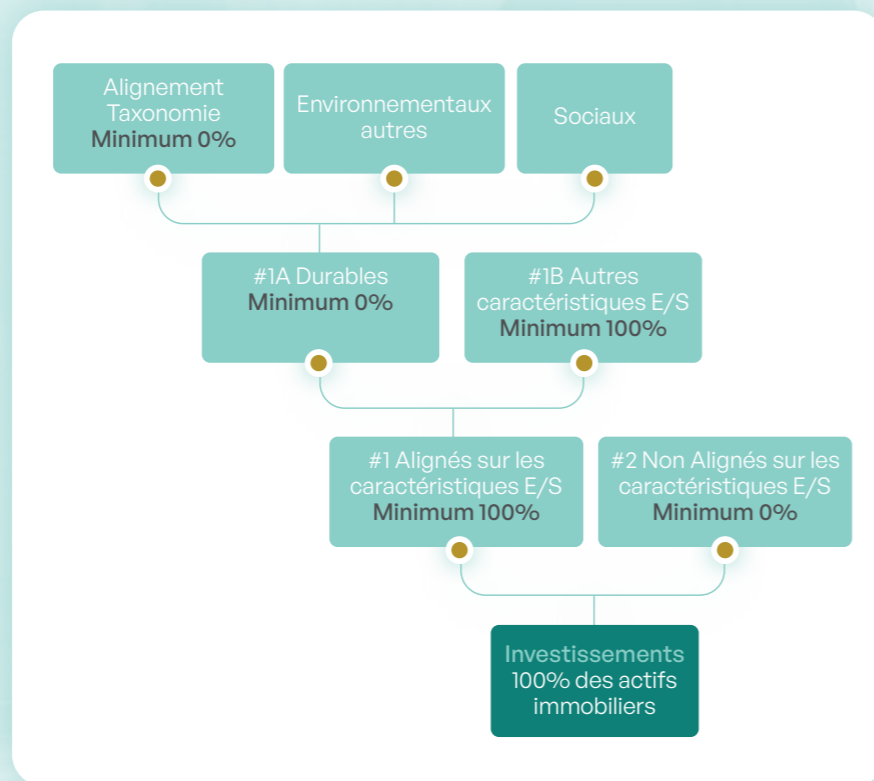 Alignement
Taxonomie
Minimum 0%
Environnementaux
autres
Sociaux
#1A Durables
Minimum 0%
#1B Autres
caractéristiques E/S
Minimum 100%
#1 Alignés sur les
caractéristiques E/S
Minimum 100%
#2 Non Alignés sur les
caractéristiques E/S
Minimum 0%
Investissements
100% des actifs
immobiliers